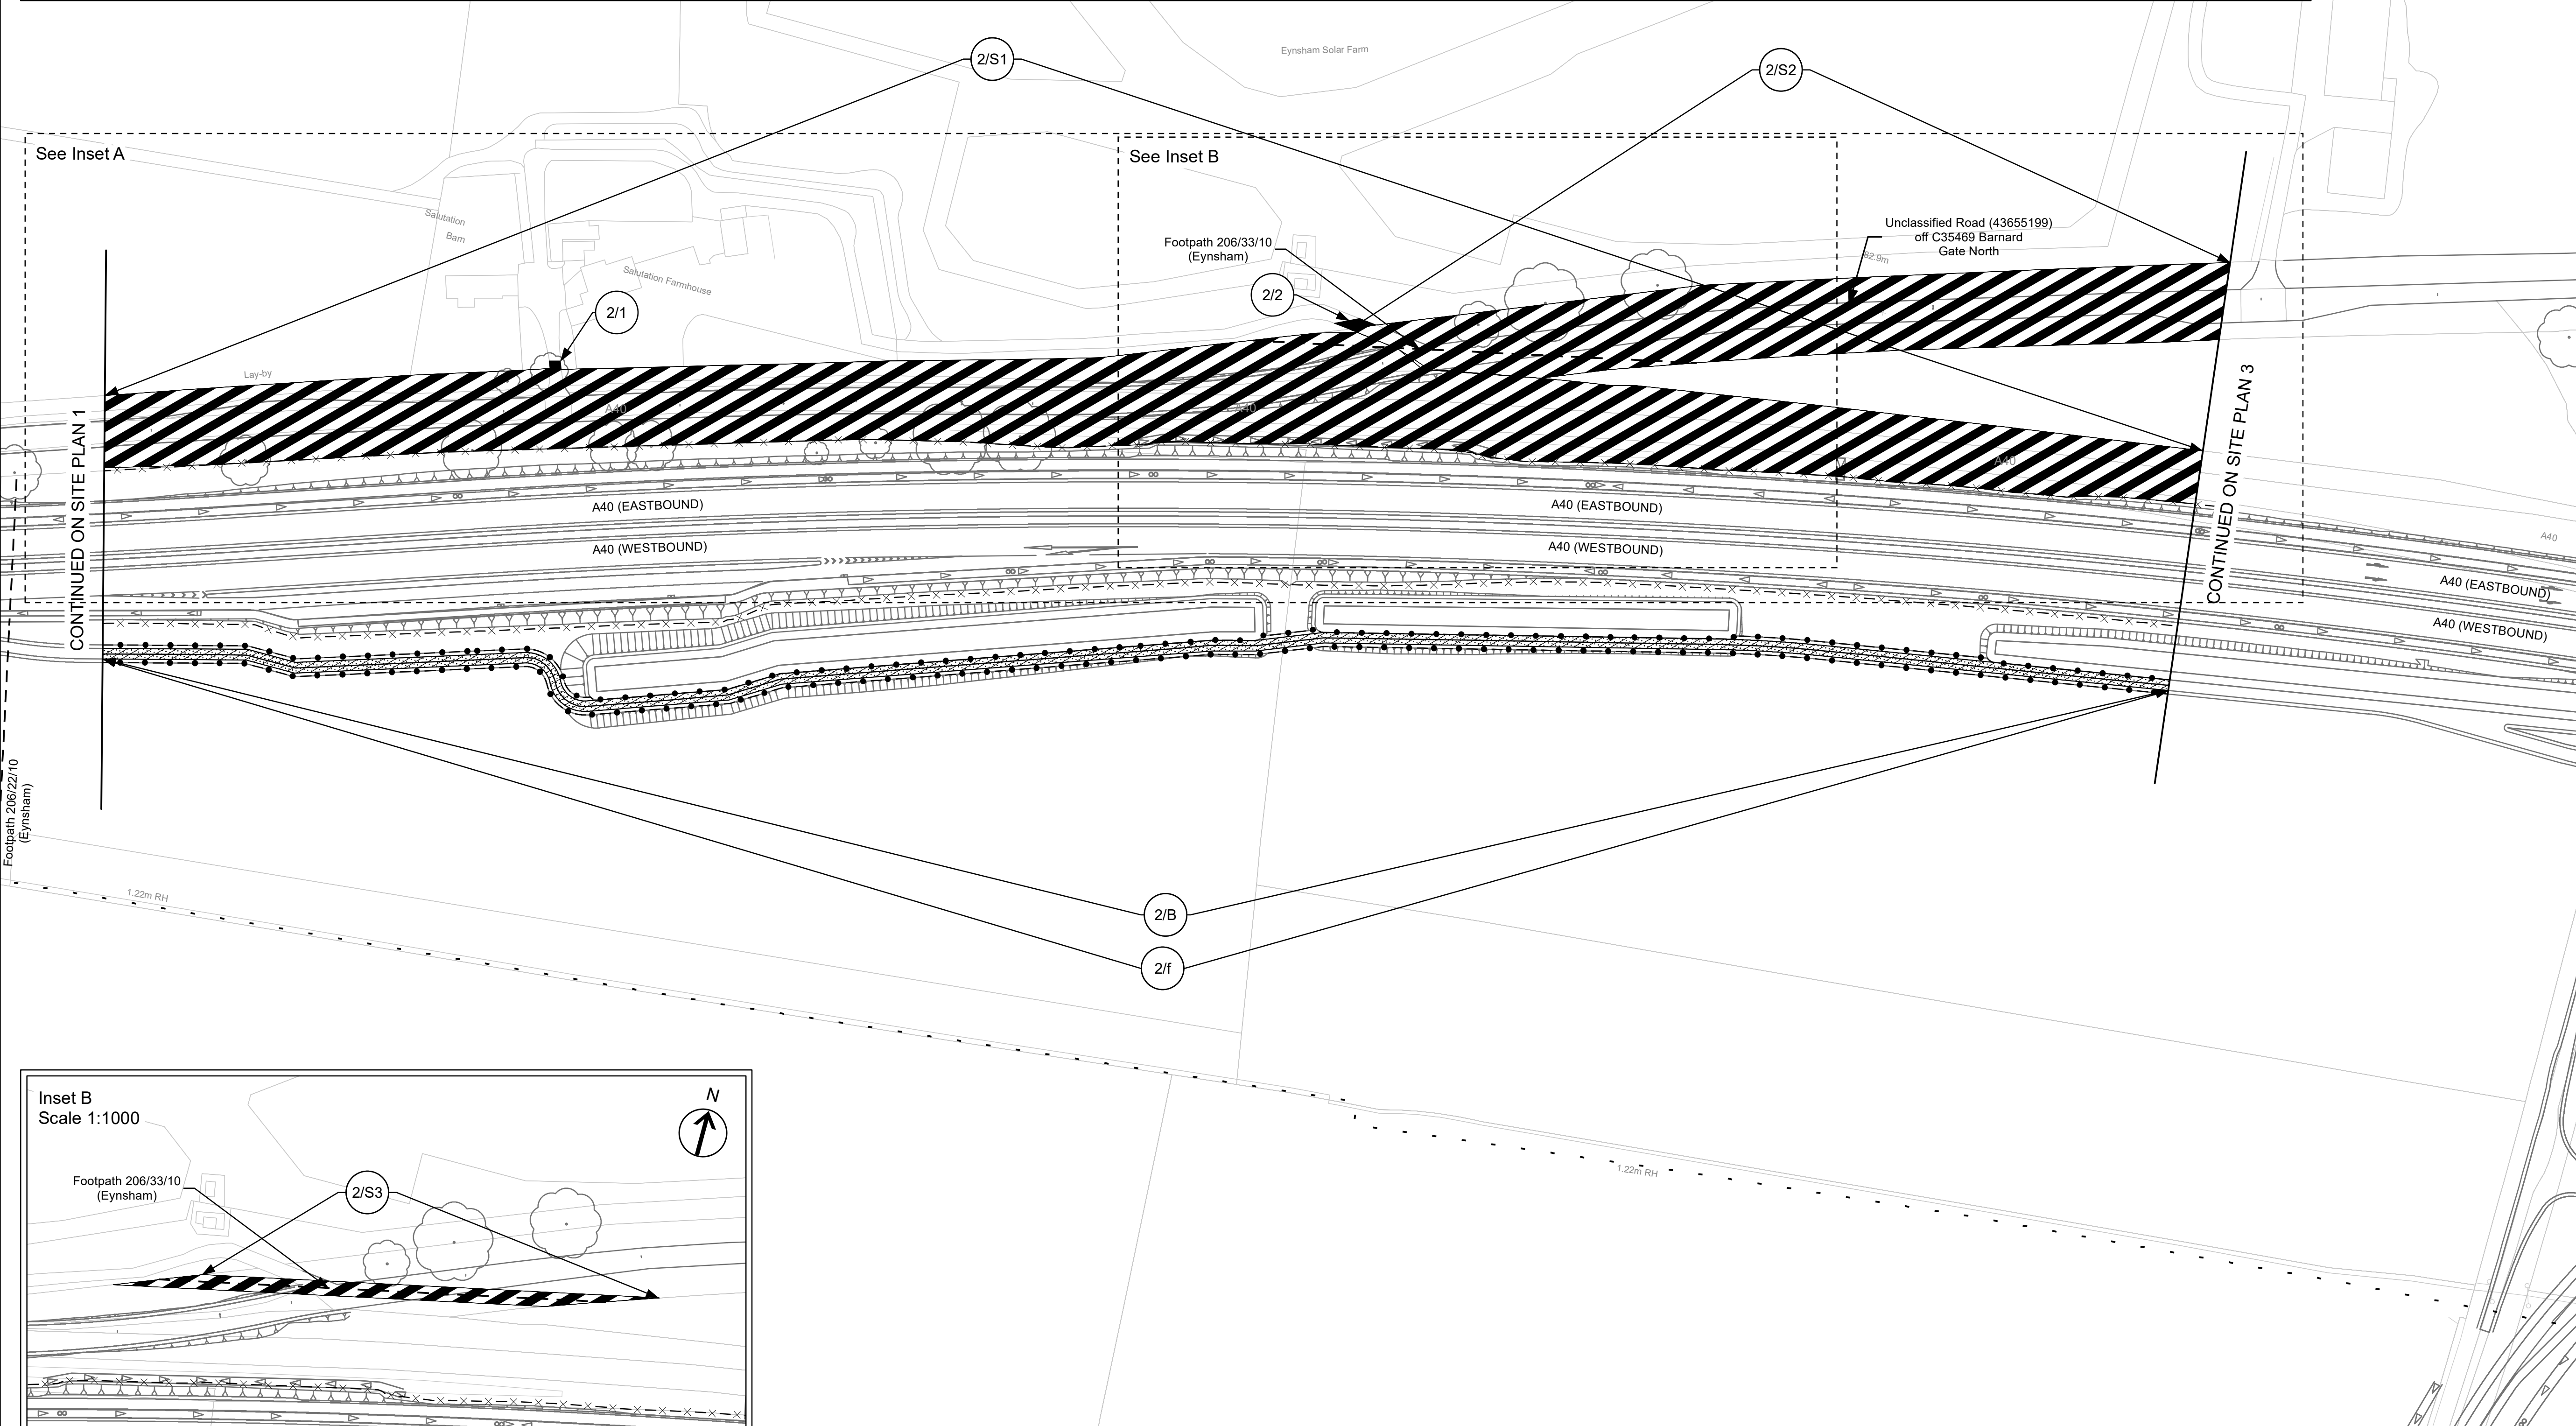 Eynsham Solar Farm
2/S1
2/S2
See Inset A
See Inset B
Salutation
Barn
Salutation Farmhouse
Footpath 206/33/10
(Eynsham)
Unclassified Road (43655199)
off C35469 Barnard
Gate North
82.9m
2/2
2/1
Lay-by
A40
A40
A40
A40
CONTINUED ON SITE PLAN 1
CONTINUED ON SITE PLAN 3
A40 (EASTBOUND)
A40 (EASTBOUND)
A40 (WESTBOUND)
A40 (WESTBOUND)
A40 (EASTBOUND)
A40 (WESTBOUND)
Footpath 206/22/10
(Eynsham)
1.22m RH
2/B
2/f
1.22m RH
Inset B
Scale 1:1000
N
Footpath 206/33/10
(Eynsham)
2/S3